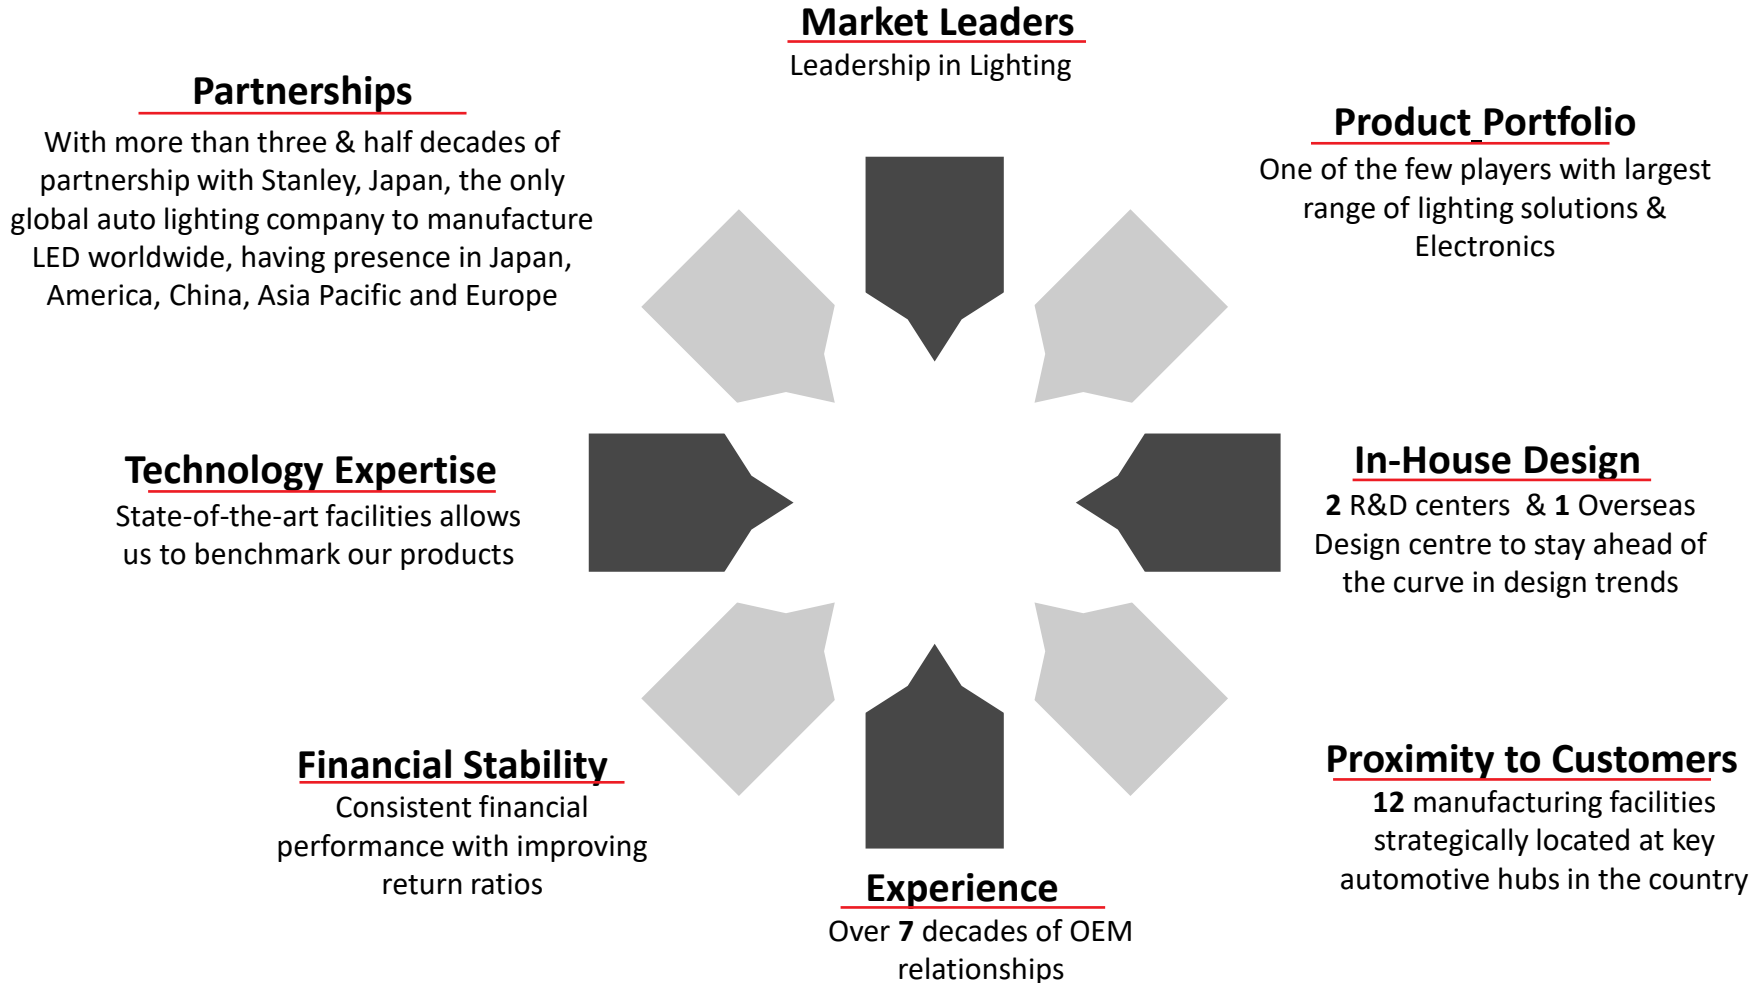 Market Leaders
Leadership in Lighting
Partnerships
With more than three & half decades of
partnership with Stanley, Japan, the only
global auto lighting company to manufacture
LED worldwide, having presence in Japan,
America, China, Asia Pacific and Europe
Product Portfolio
One of the few players with largest
range of lighting solutions &
Electronics
Technology Expertise
State-of-the-art facilities allows
us to benchmark our products
In-House Design
2 R&D centers & 1 Overseas
Design centre to stay ahead of
the curve in design trends
Financial Stability
Consistent financial
performance with improving
return ratios
Proximity to Customers
12 manufacturing facilities
strategically located at key
automotive hubs in the country
Experience
Over 7 decades of OEM
relationships